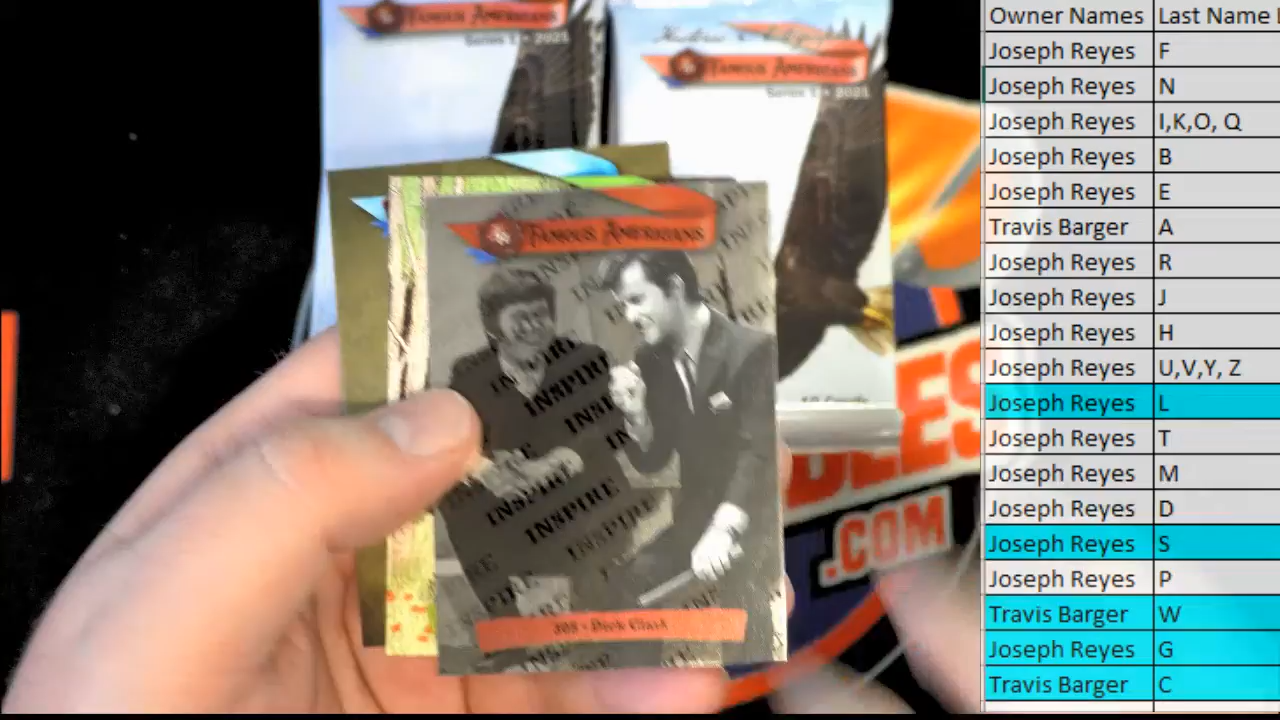 FAMOUS AMERICANS
SERIES 1 • 2021
FAMOUS AMERICANS
SERIES 1 • 2021
FAMOUS AMERICANS
INSPIRE
INSPIRE
INSPIRE
INSPIRE
INSPIRE
Dick Clark
.COM
Owner Names Last Name
Joseph Reyes F
Joseph Reyes N
Joseph Reyes I,K,O, Q
Joseph Reyes B
Joseph Reyes E
Travis Barger A
Joseph Reyes R
Joseph Reyes J
Joseph Reyes H
Joseph Reyes U,V,Y, Z
Joseph Reyes L
Joseph Reyes T
Joseph Reyes M
Joseph Reyes D
Joseph Reyes S
Joseph Reyes P
Travis Barger W
Joseph Reyes G
Travis Barger C